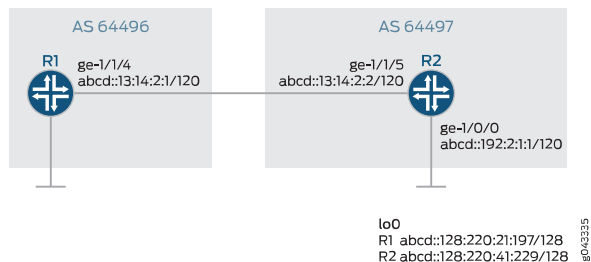 AS 64496
AS 64497
R1
ge-1/1/4
abcd::13:14:2:1/120
ge-1/1/5
abcd::13:14:2:2/120
R2
ge-1/0/0
abcd::192:2:1:1/120
lo0
R1 abcd::128:220:21:197/128
R2 abcd::128:220:41:229/128
g043335